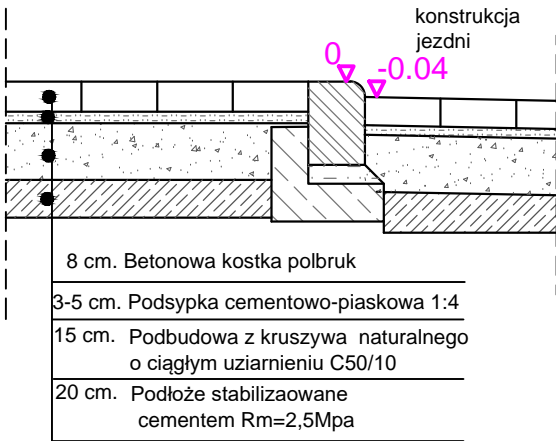 konstrukcja
jezdni
0
-0.04
8 cm. Betonowa kostka polbruk
3-5 cm. Podsypka cementowo-piaskowa 1:4
15 cm. Podbudowa z kruszywa naturalnego
o ciągłym uziarnieniu C50/10
20 cm. Podłoże stabilizaowane
cementem Rm=2,5Mpa